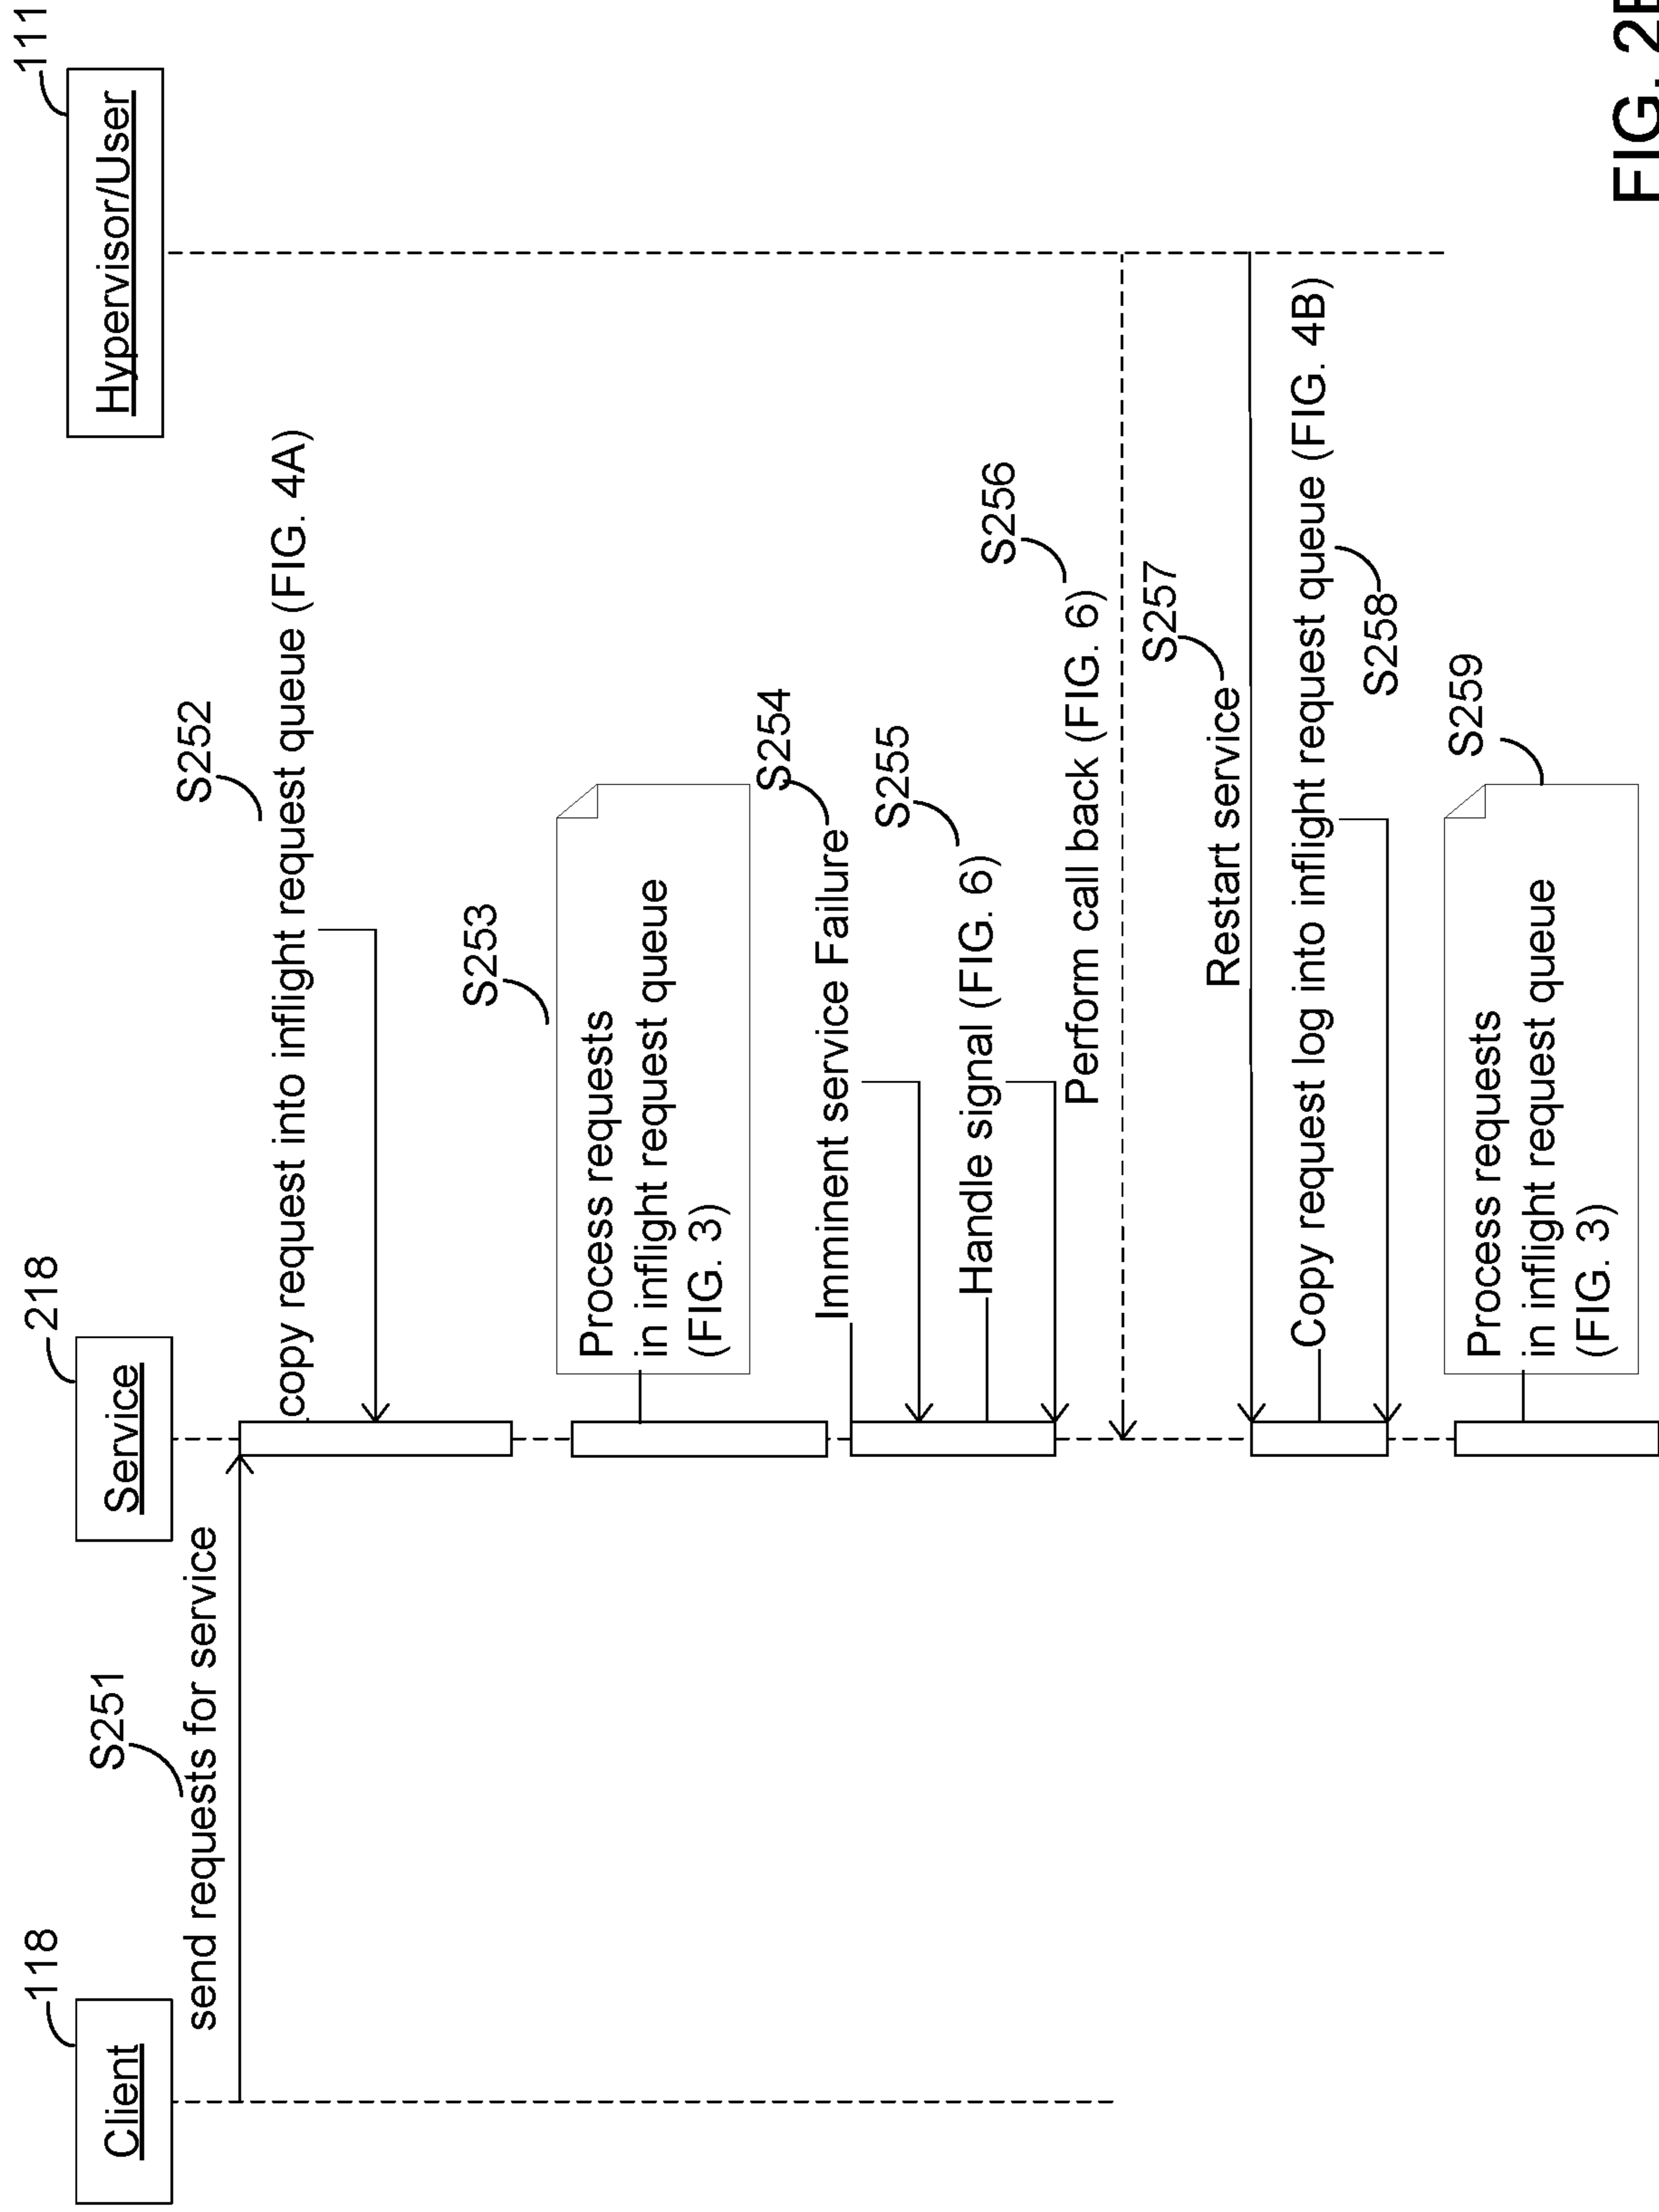 118
Client
218
Service
111
Hypervisor/User
S251
send requests for service
S252
copy request into inflight request queue (FIG. 4A)
S253
Process requests
in inflight request queue
(FIG. 3)
S254
Imminent service Failure
S255
Handle signal (FIG. 6)
S256
Perform call back (FIG. 6)
S257
Restart service
Copy request log into inflight request queue (FIG. 4B)
S258
S259
Process requests
in inflight request queue
(FIG. 3)
FIG.